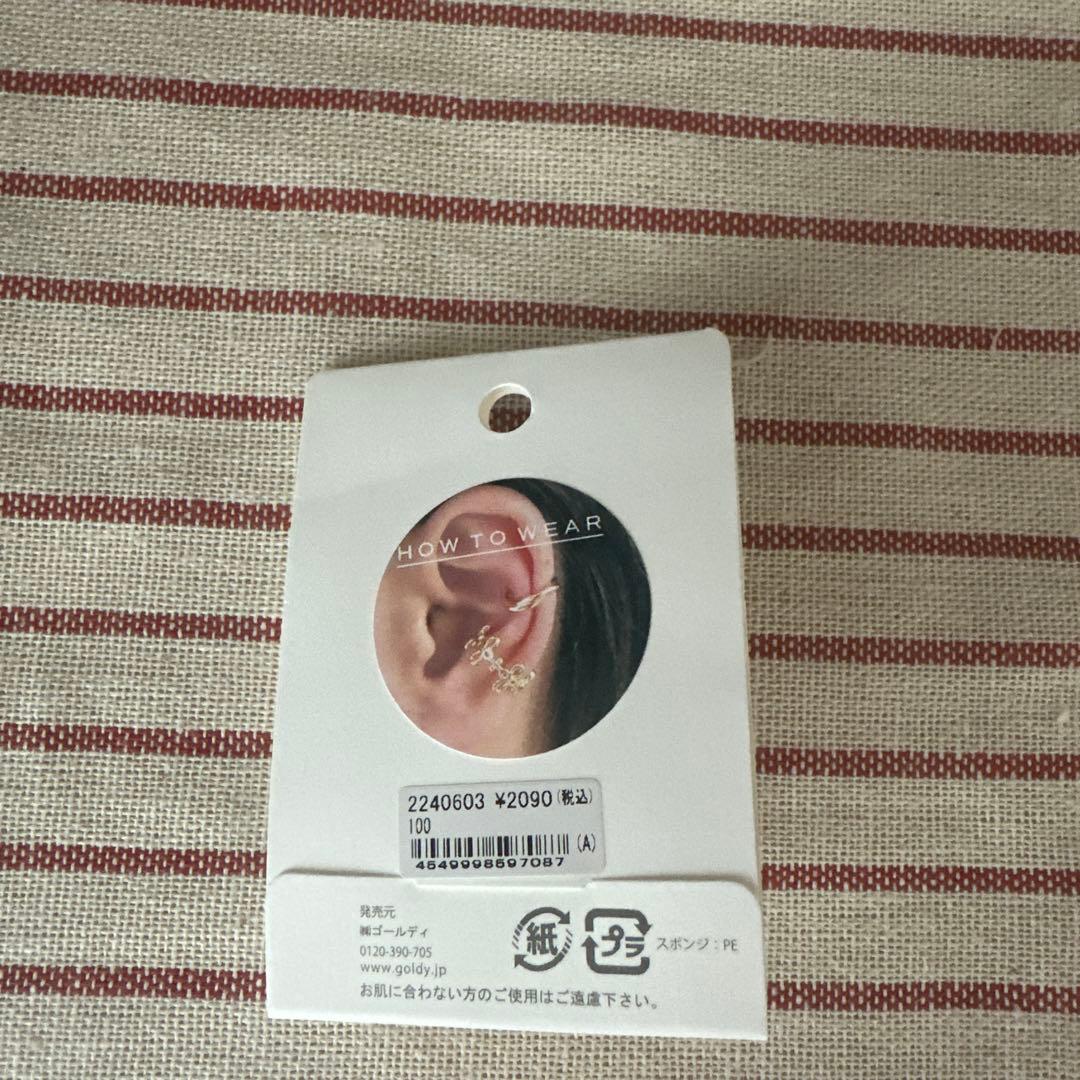 HOW TO WEAR
2240603 ¥2090(税込)
100
(A)
4549998597087
発売元
㈱ゴールディ
0120-390-705
www.goldy.jp
紙
プラ
スポンジ：PE
お肌に合わない方のご使用はご遠慮下さい。